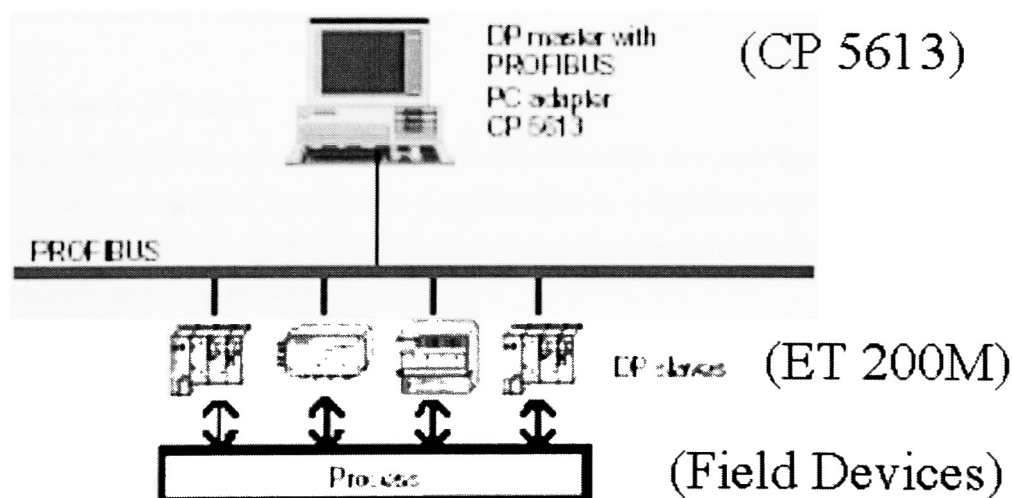 DP master with
PROFIBUS
PC adapter
CP 5613
(CP 5613)
PROFIBUS
DP slaves
(ET 200M)
Process
(Field Devices)